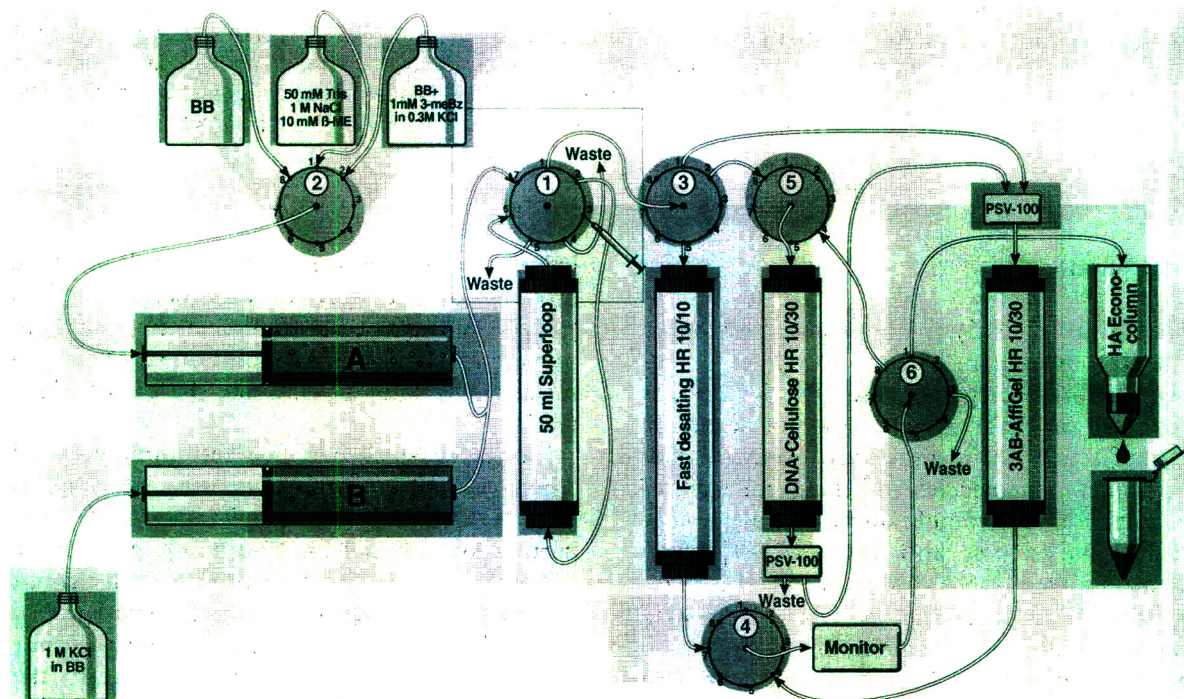 BB
50 mM Tris
1 M NaCl
10 mM ß-ME
BB+
1mM 3-meBz
in 0.3M KCl
2
1
3
5
Waste
Waste
PSV-100
A
B
50 ml Superloop
Fast desalting HR 10/10
DNA-Cellulose HR 10/30
6
3AB-AffiGel HR 10/30
HA Econo-
column
Waste
PSV-100
Waste
4
Monitor
1 M KCl
in BB